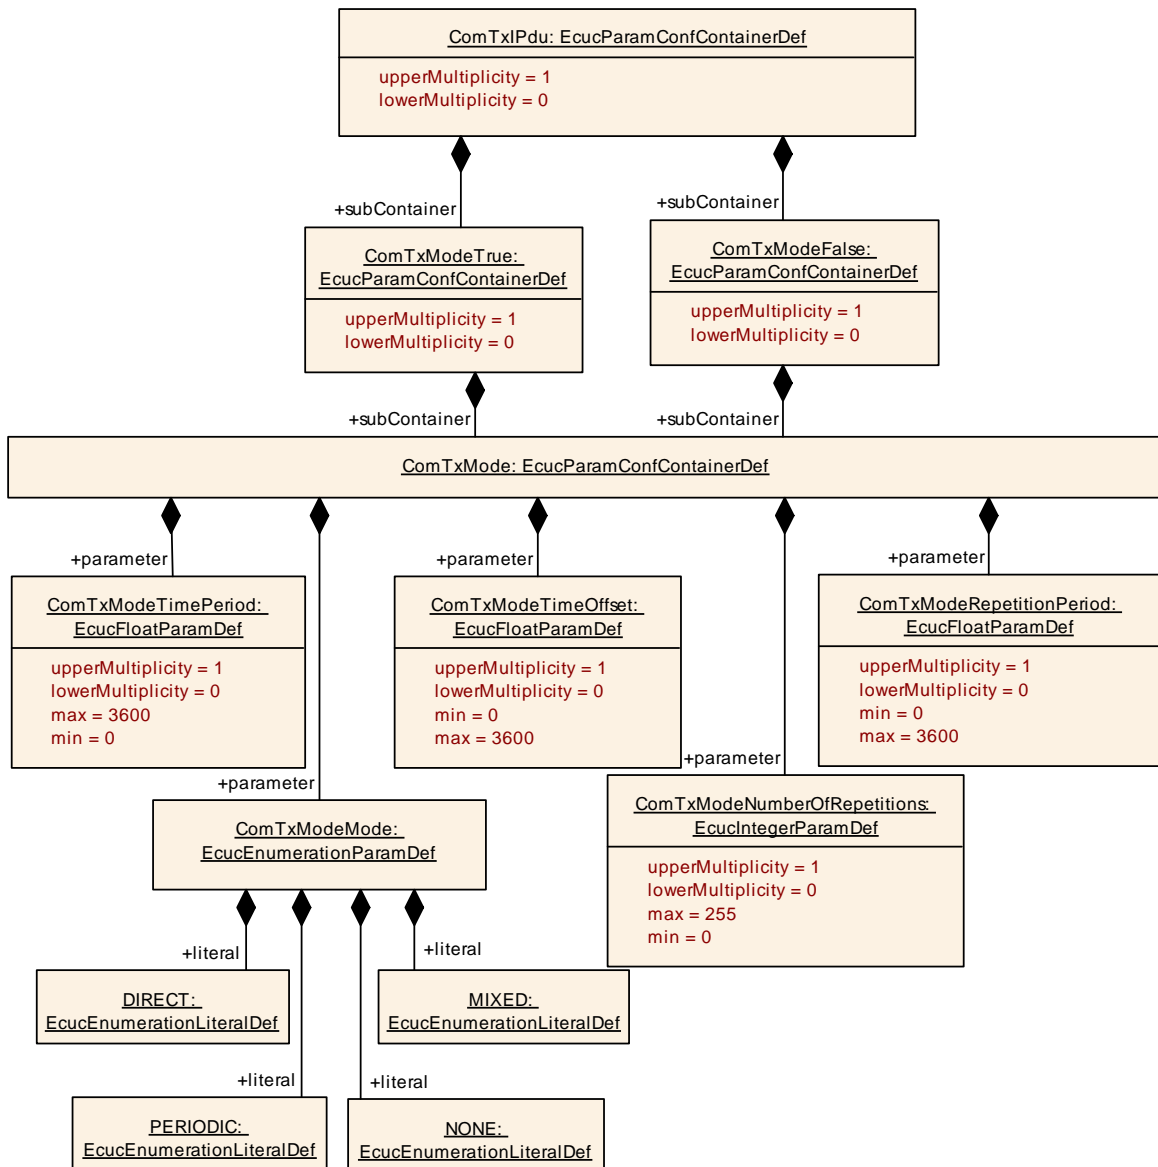 ComTxIPdu: EcucParamConfContainerDef
upperMultiplicity = 1
lowerMultiplicity = 0
+subContainer
+subContainer
ComTxModeTrue:
EcucParamConfContainerDef
upperMultiplicity = 1
lowerMultiplicity = 0
ComTxModeFalse:
EcucParamConfContainerDef
upperMultiplicity = 1
lowerMultiplicity = 0
+subContainer
+subContainer
ComTxMode: EcucParamConfContainerDef
+parameter
+parameter
+parameter
ComTxModeTimePeriod:
EcucFloatParamDef
upperMultiplicity = 1
lowerMultiplicity = 0
max = 3600
min = 0
ComTxModeTimeOffset:
EcucFloatParamDef
upperMultiplicity = 1
lowerMultiplicity = 0
min = 0
max = 3600
ComTxModeRepetitionPeriod:
EcucFloatParamDef
upperMultiplicity = 1
lowerMultiplicity = 0
min = 0
max = 3600
+parameter
+parameter
ComTxModeMode:
EcucEnumerationParamDef
ComTxModeNumberOfRepetitions:
EcucIntegerParamDef
upperMultiplicity = 1
lowerMultiplicity = 0
max = 255
min = 0
+literal
+literal
DIRECT:
EcucEnumerationLiteralDef
MIXED:
EcucEnumerationLiteralDef
+literal
+literal
PERIODIC:
EcucEnumerationLiteralDef
NONE:
EcucEnumerationLiteralDef